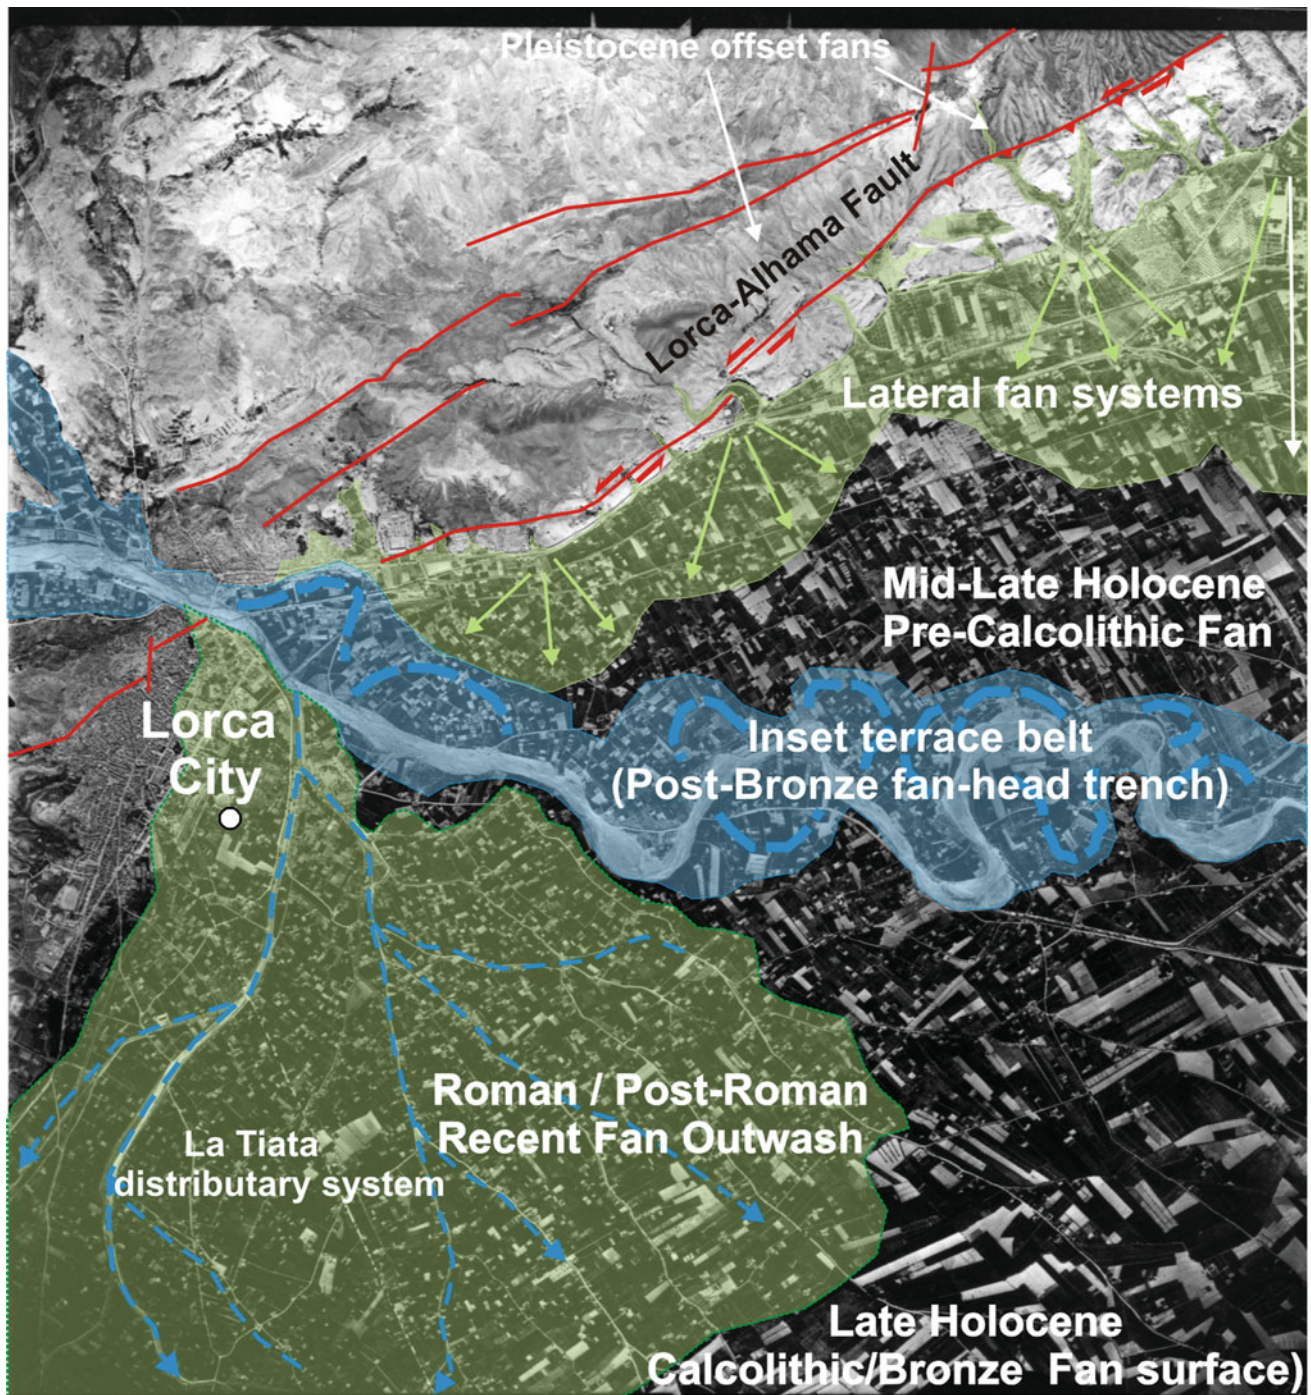 Pleistocene offset fans
Lorca-Alhama Fault
Lateral fan systems
Mid-Late Holocene
Pre-Calcolithic Fan
Lorca
City
Inset terrace belt
(Post-Bronze fan-head trench)
Roman / Post-Roman
Recent Fan Outwash
La Tiata
distributary system
Late Holocene
Calcolithic/Bronze Fan surface)